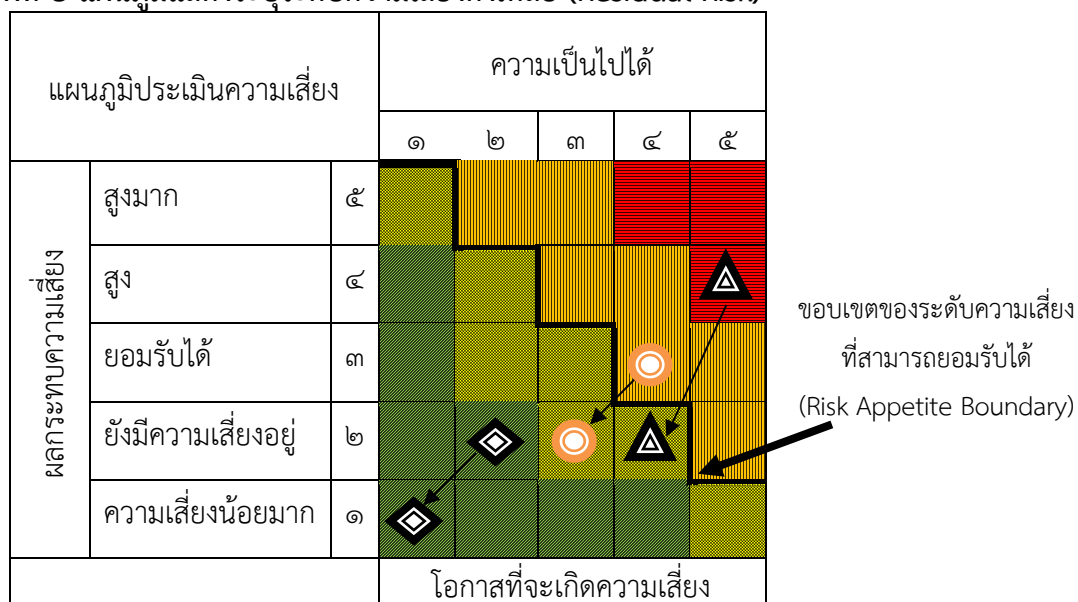 แผนภูมิประเมินความเสี่ยง
ความเป็นไปได้
๑ ๒ ๓ ๔ ๕
ผลกระทบความเสี่ยง
สูงมาก ๕
สูง ๔
ยอมรับได้ ๓
ยังมีความเสี่ยงอยู่ ๒
ความเสี่ยงน้อยมาก ๑
โอกาสที่จะเกิดความเสี่ยง
ขอบเขตของระดับความเสี่ยง
ที่สามารถยอมรับได้
(Risk Appetite Boundary)